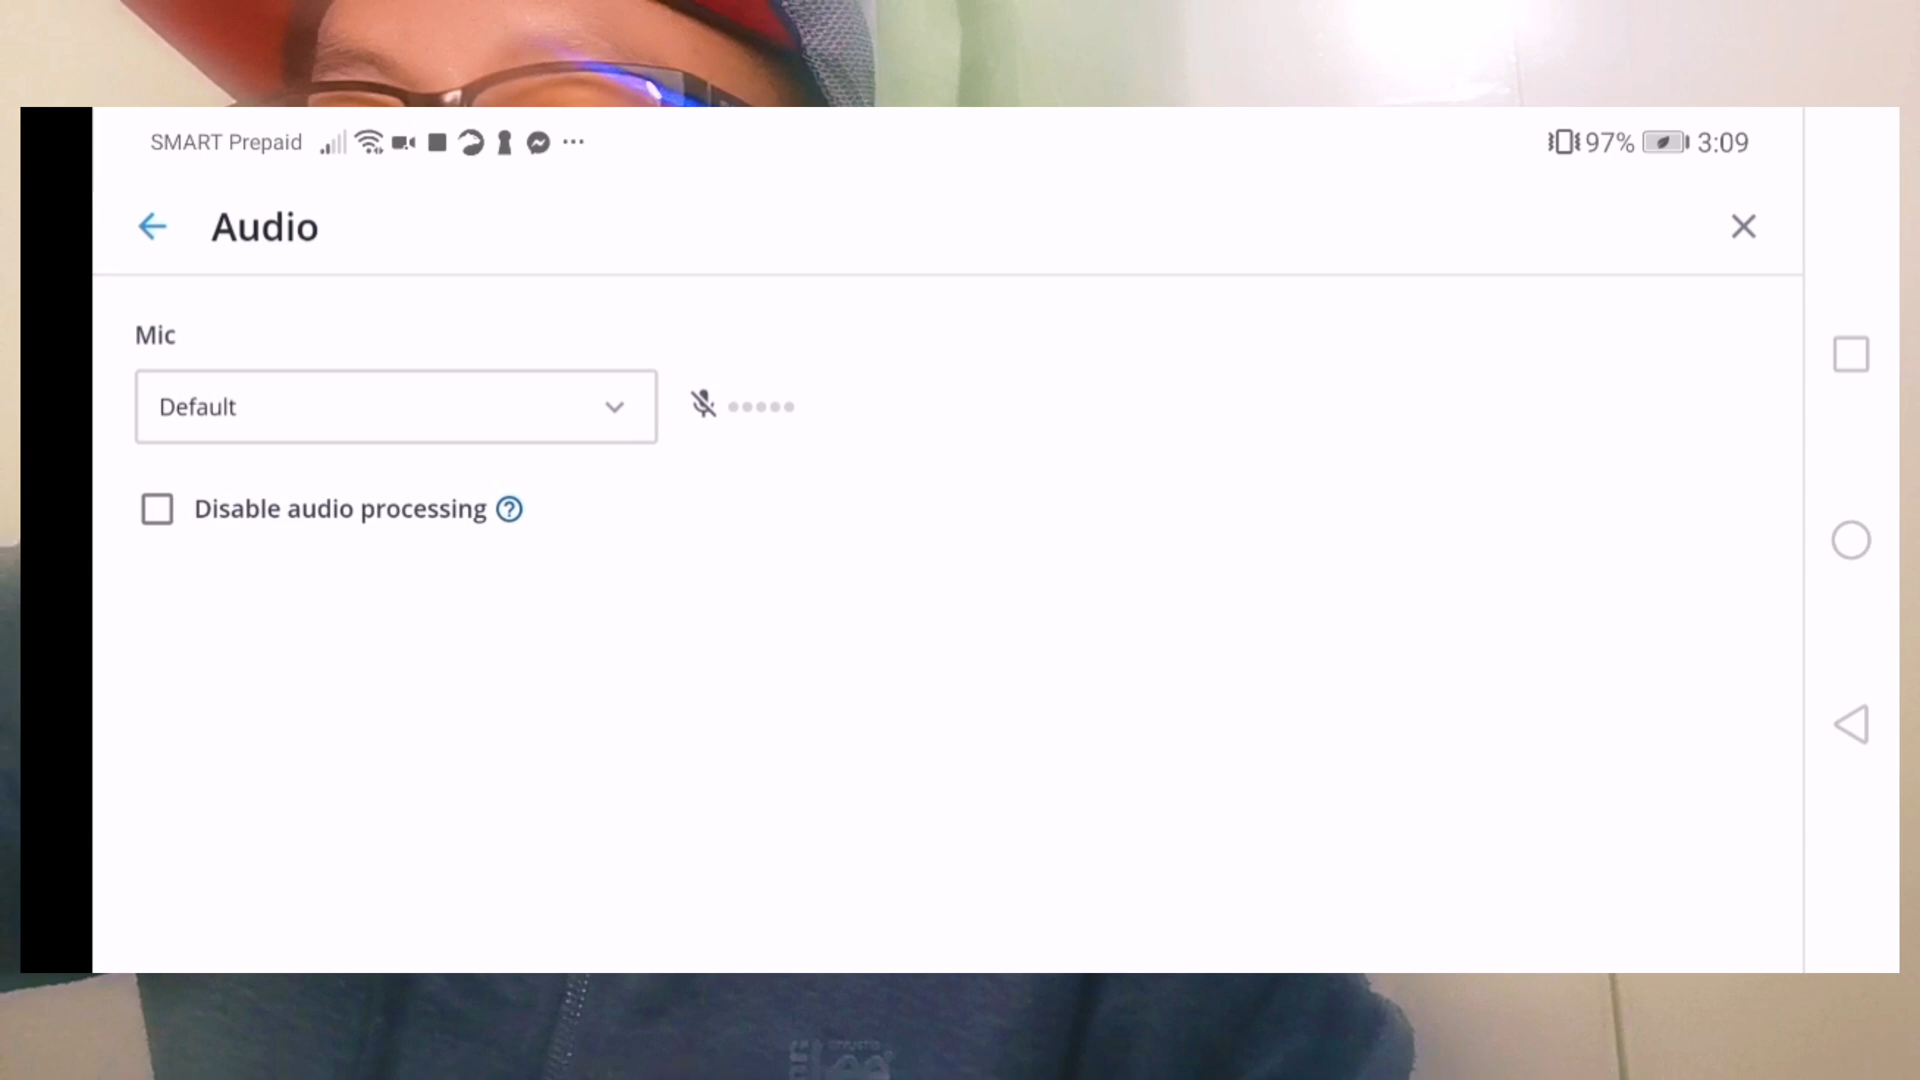 SMART Prepaid 97% 3:09
Audio
Mic
Default
Disable audio processing